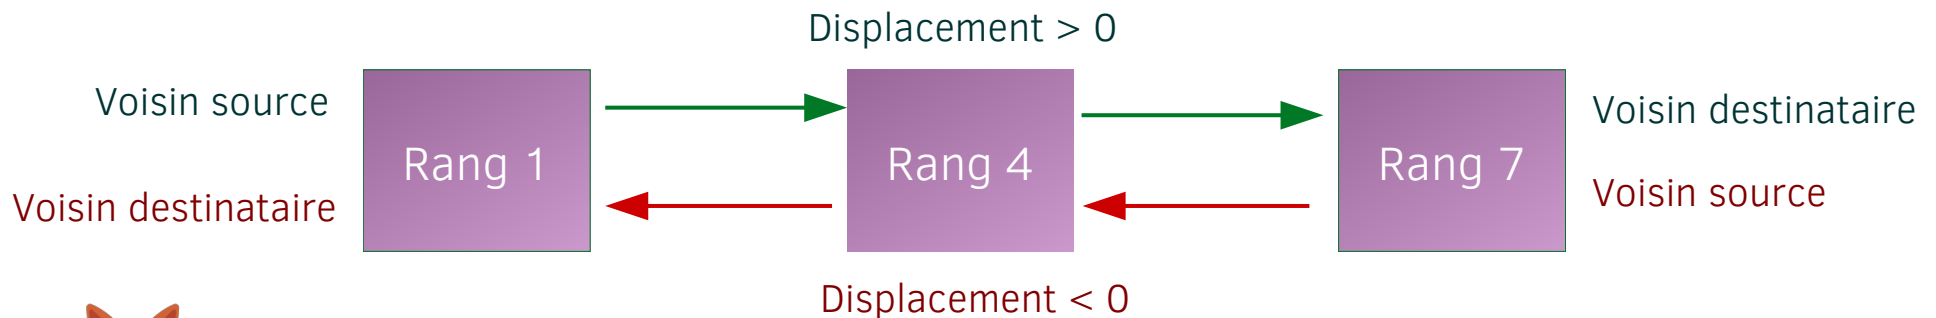 Displacement > 0
Voisin source
Voisin destinataire
Rang 1
Rang 4
Rang 7
Voisin destinataire
Voisin source
Displacement < 0